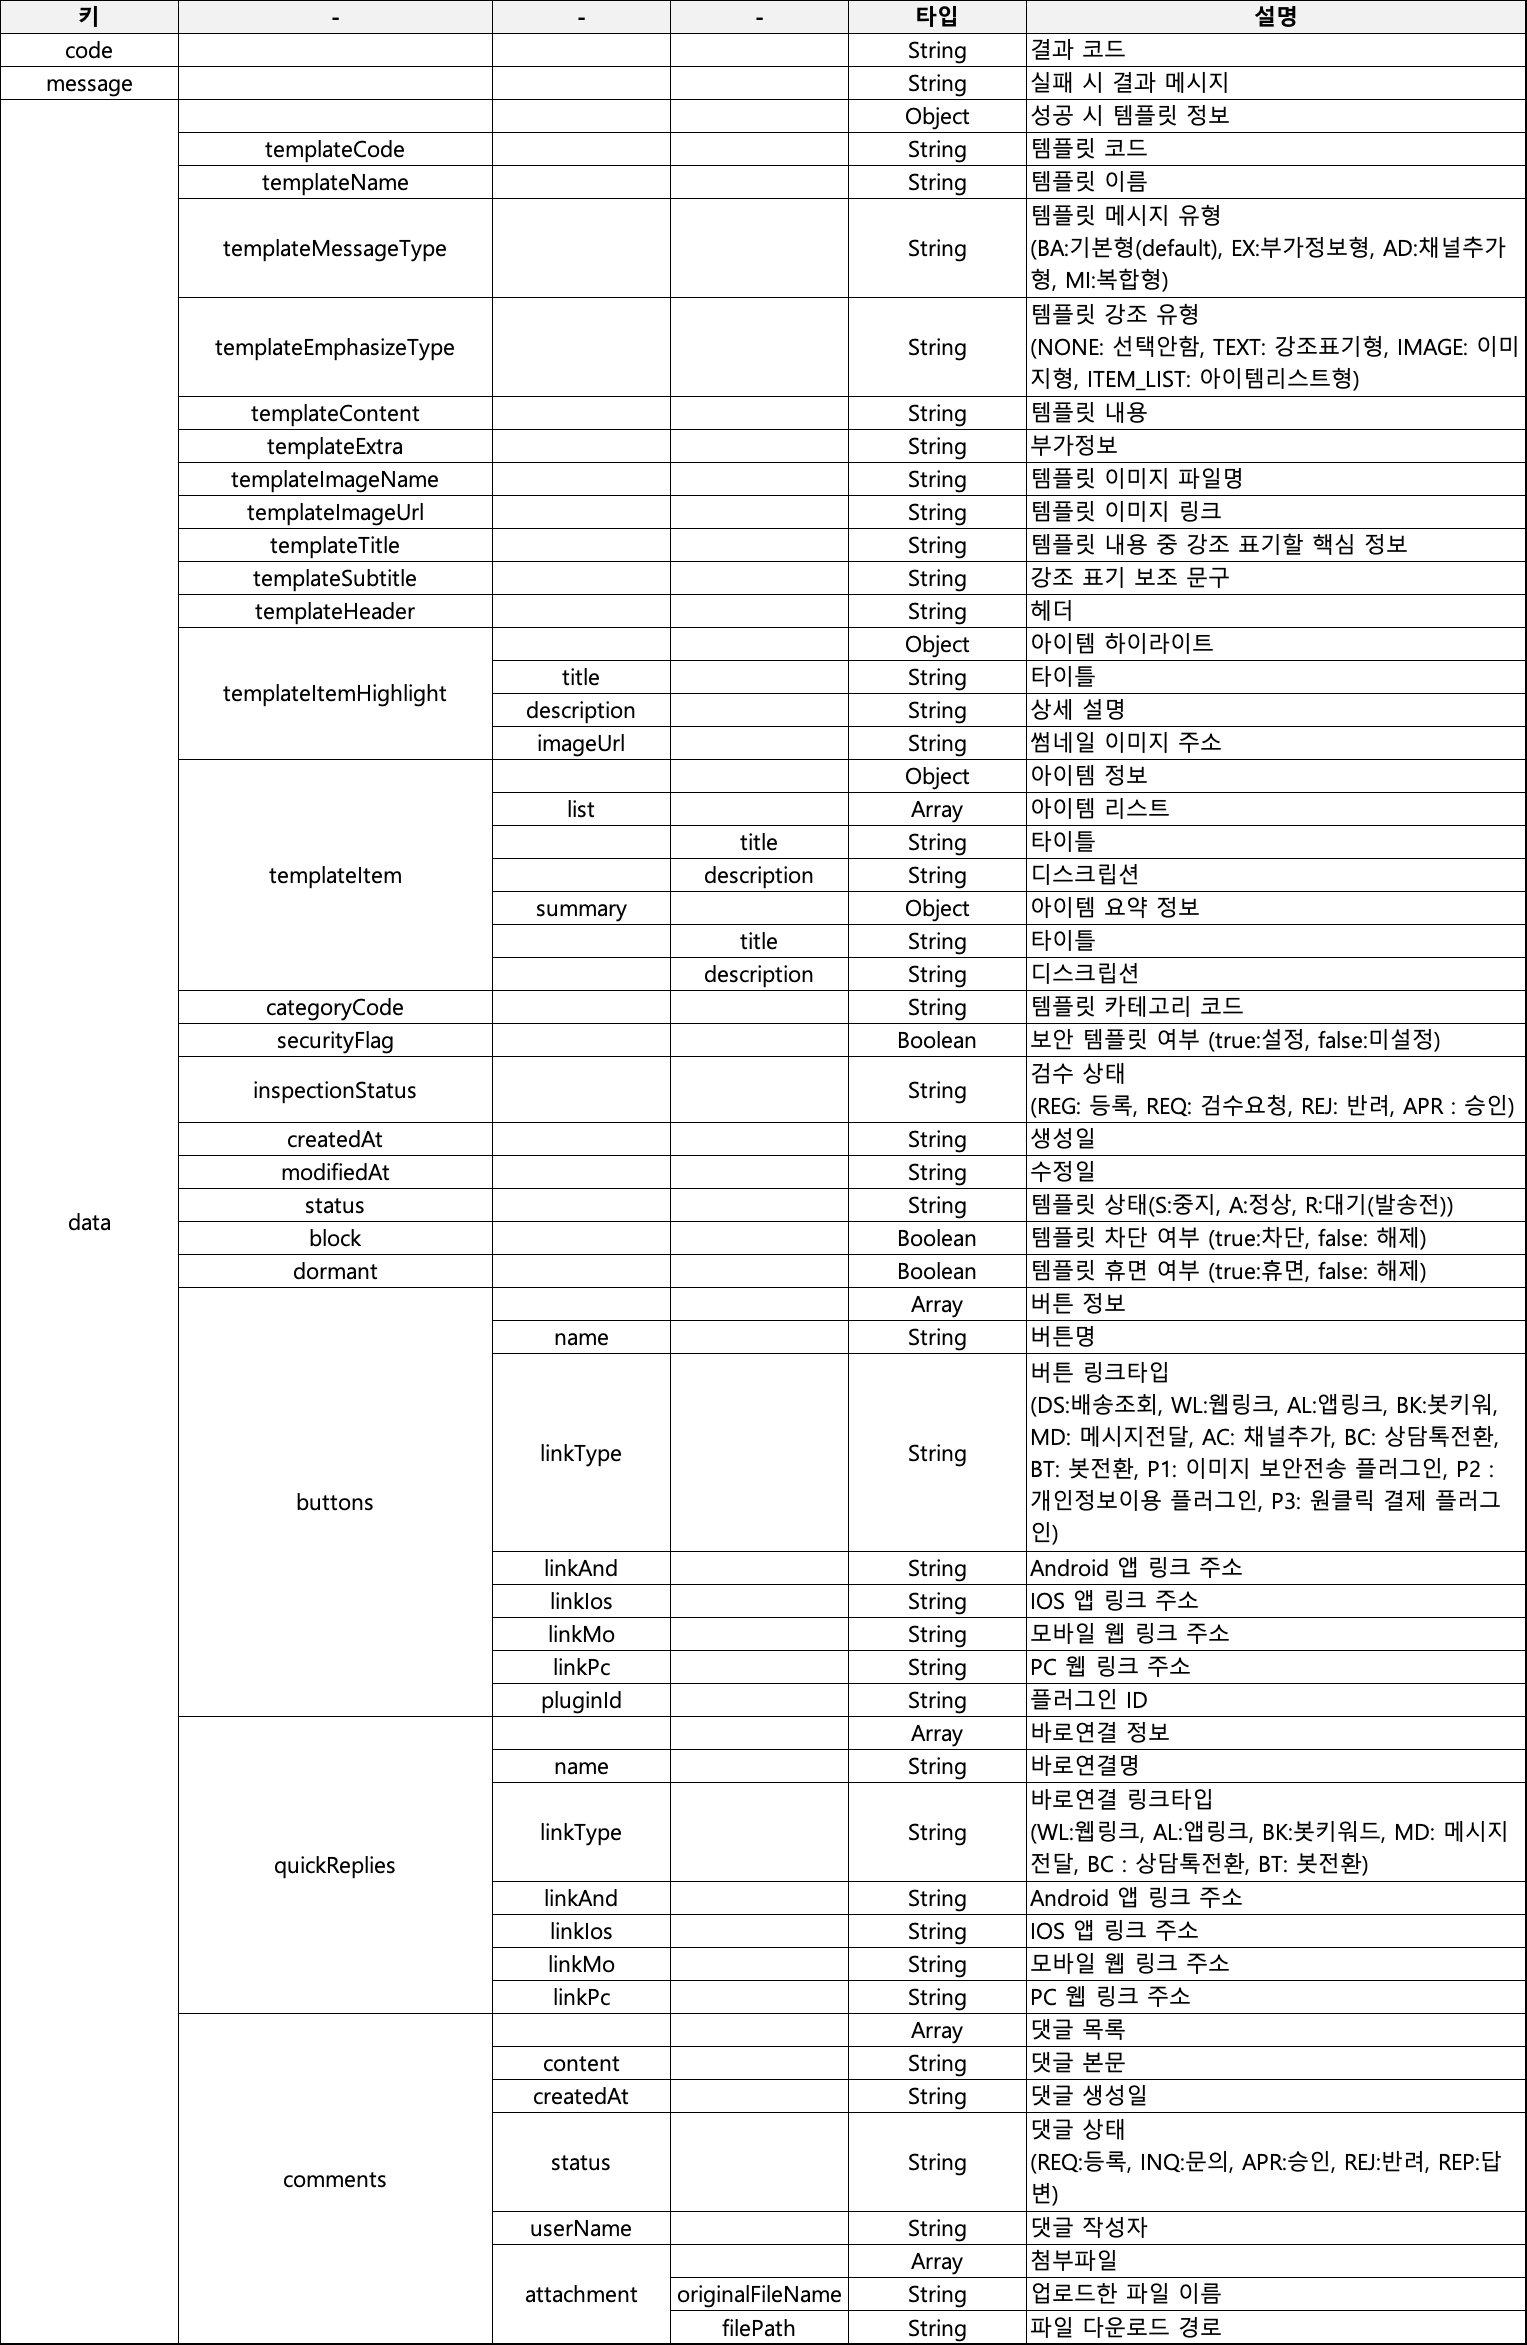 키 - - - 타입 설명
code String 결과 코드
message String 실패 시 결과 메시지
data
Object 성공 시 템플릿 정보
templateCode String 템플릿 코드
templateName String 템플릿 이름
templateMessageType String 템플릿 메시지 유형
(BA:기본형(default), EX:부가정보형, AD:채널추가
형, MI:복합형)
templateEmphasizeType String 템플릿 강조 유형
(NONE: 선택안함, TEXT: 강조표기형, IMAGE: 이미
지형, ITEM_LIST: 아이템리스트형)
templateContent String 템플릿 내용
templateExtra String 부가정보
templateImageName String 템플릿 이미지 파일명
templateImageUrl String 템플릿 이미지 링크
templateTitle String 템플릿 내용 중 강조 표기할 핵심 정보
templateSubtitle String 강조 표기 보조 문구
templateHeader String 헤더
templateItemHighlight
Object 아이템 하이라이트
title String 타이틀
description String 상세 설명
imageUrl String 썸네일 이미지 주소
templateItem
Object 아이템 정보
list Array 아이템 리스트
title String 타이틀
description String 디스크립션
summary Object 아이템 요약 정보
title String 타이틀
description String 디스크립션
categoryCode String 템플릿 카테고리 코드
securityFlag Boolean 보안 템플릿 여부 (true:설정, false:미설정)
inspectionStatus String 검수 상태
(REG: 등록, REQ: 검수요청, REJ: 반려, APR : 승인)
createdAt String 생성일
modifiedAt String 수정일
status String 템플릿 상태(S:중지, A:정상, R:대기(발송전))
block Boolean 템플릿 차단 여부 (true:차단, false: 해제)
dormant Boolean 템플릿 휴면 여부 (true:휴면, false: 해제)
buttons
Array 버튼 정보
name String 버튼명
linkType String 버튼 링크타입
(DS:배송조회, WL:웹링크, AL:앱링크, BK:봇키워,
MD: 메시지전달, AC: 채널추가, BC: 상담톡전환,
BT: 봇전환, P1: 이미지 보안전송 플러그인, P2 :
개인정보이용 플러그인, P3: 원클릭 결제 플러그
인)
linkAnd String Android 앱 링크 주소
linkIos String IOS 앱 링크 주소
linkMo String 모바일 웹 링크 주소
linkPc String PC 웹 링크 주소
pluginId String 플러그인 ID
quickReplies
Array 바로연결 정보
name String 바로연결명
linkType String 바로연결 링크타입
(WL:웹링크, AL:앱링크, BK:봇키워드, MD: 메시지
전달, BC : 상담톡전환, BT: 봇전환)
linkAnd String Android 앱 링크 주소
linkIos String IOS 앱 링크 주소
linkMo String 모바일 웹 링크 주소
linkPc String PC 웹 링크 주소
comments
Array 댓글 목록
content String 댓글 본문
createdAt String 댓글 생성일
status String 댓글 상태
(REQ:등록, INQ:문의, APR:승인, REJ:반려, REP:답
변)
userName String 댓글 작성자
attachment
Array 첨부파일
originalFileName String 업로드한 파일 이름
filePath String 파일 다운로드 경로